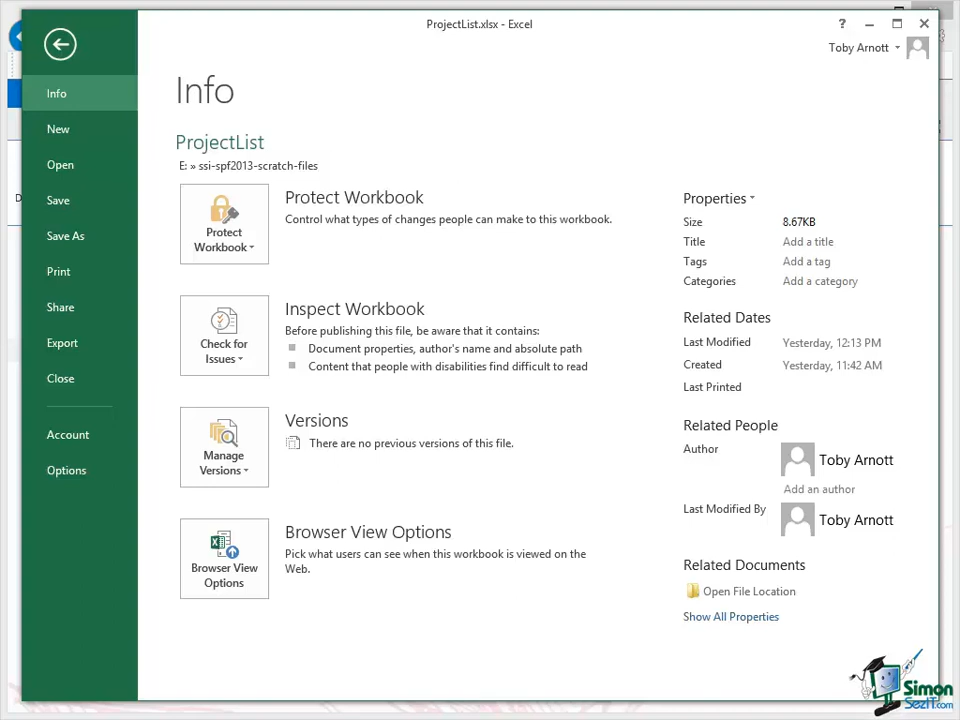 ProjectList.xlsx - Excel
?
Toby Arnott
Info
New
Open
Save
Save As
Print
Share
Export
Close
Account
Options
Info
ProjectList
E: » ssi-spf2013-scratch-files
Protect
Workbook
Protect Workbook
Control what types of changes people can make to this workbook.
Check for
Issues
Inspect Workbook
Before publishing this file, be aware that it contains:
Document properties, author's name and absolute path
Content that people with disabilities find difficult to read
Manage
Versions
Versions
There are no previous versions of this file.
Browser View
Options
Browser View Options
Pick what users can see when this workbook is viewed on the
Web.
Properties
Size 8.67KB
Title Add a title
Tags Add a tag
Categories Add a category
Related Dates
Last Modified Yesterday, 12:13 PM
Created Yesterday, 11:42 AM
Last Printed
Related People
Author Toby Arnott
Add an author
Last Modified By Toby Arnott
Related Documents
Open File Location
Show All Properties
Simon
SezIT.com